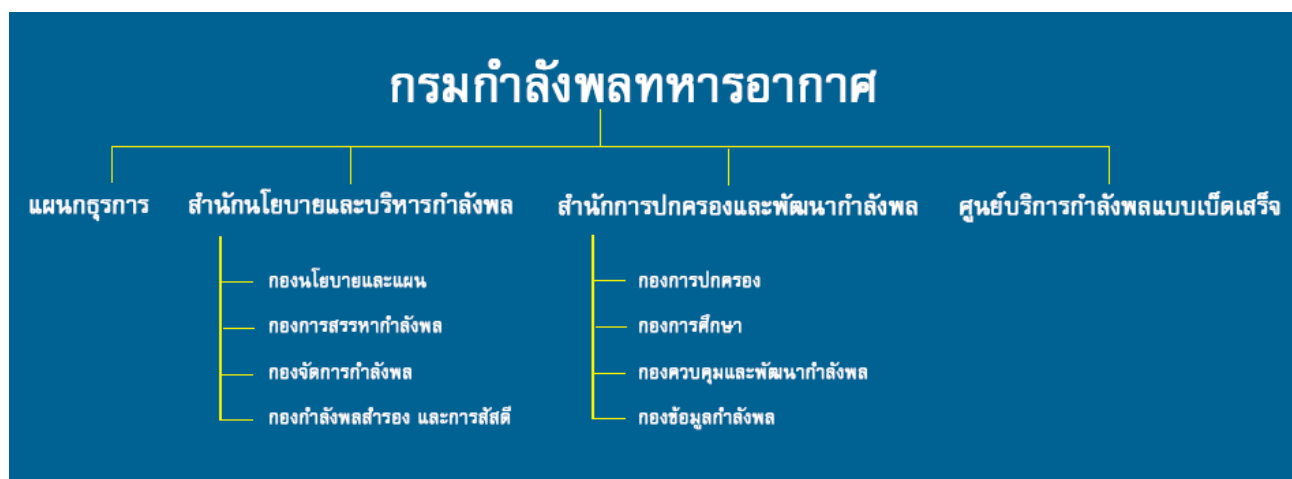 กรมกำลังพลทหารอากาศ
แผนกธุรการ
สำนักนโยบายและบริหารกำลังพล
สำนักการปกครองและพัฒนากำลังพล
ศูนย์บริการกำลังพลแบบเบ็ดเสร็จ
กองนโยบายและแผน
กองการสรรหากำลังพล
กองจัดการกำลังพล
กองกำลังพลสำรอง และการสัสดี
กองการปกครอง
กองการศึกษา
กองควบคุมและพัฒนากำลังพล
กองข้อมูลกำลังพล